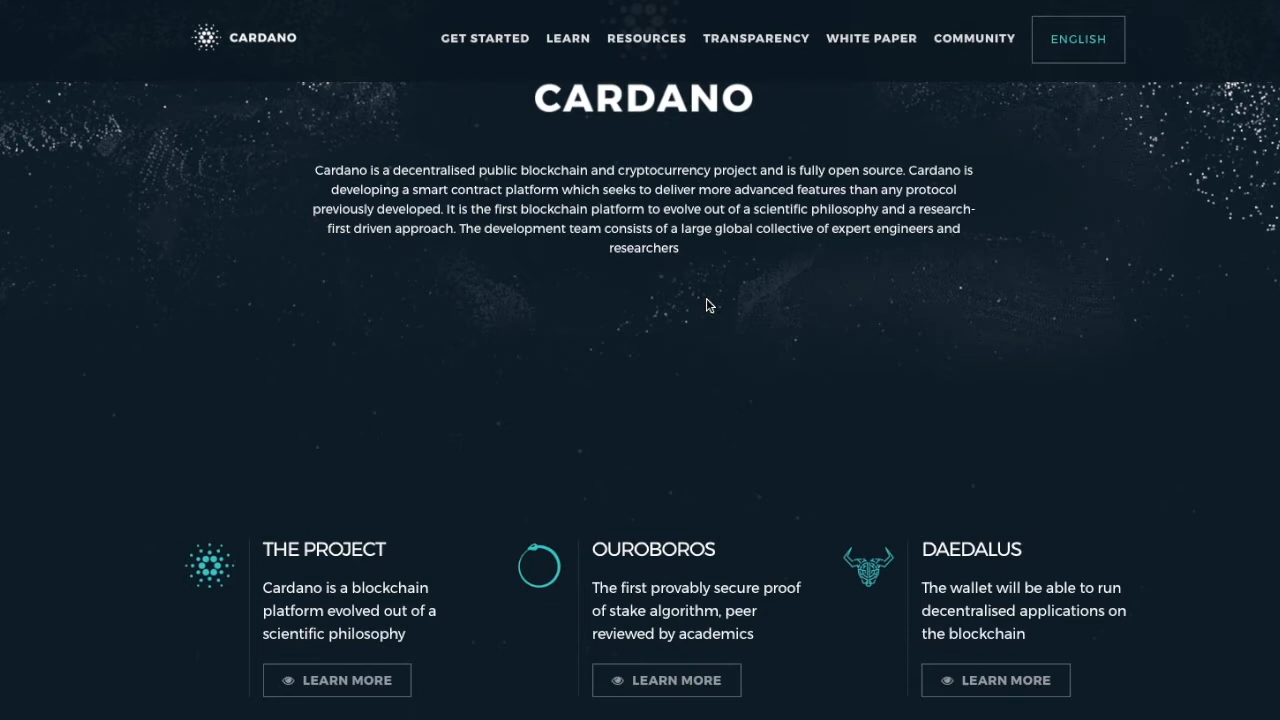 CARDANO
GET STARTED LEARN RESOURCES TRANSPARENCY WHITE PAPER COMMUNITY ENGLISH
CARDANO
Cardano is a decentralised public blockchain and cryptocurrency project and is fully open source. Cardano is
developing a smart contract platform which seeks to deliver more advanced features than any protocol
previously developed. It is the first blockchain platform to evolve out of a scientific philosophy and a research-
first driven approach. The development team consists of a large global collective of expert engineers and
researchers
THE PROJECT
Cardano is a blockchain
platform evolved out of a
scientific philosophy
LEARN MORE
OUROBOROS
The first provably secure proof
of stake algorithm, peer
reviewed by academics
LEARN MORE
DAEDALUS
The wallet will be able to run
decentralised applications on
the blockchain
LEARN MORE